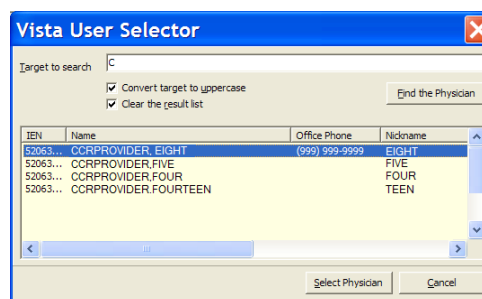 Vista User Selector
Target to search C
Convert target to uppercase
Clear the result list
Find the Physician
IEN Name Office Phone Nickname
52063... CCRPROVIDER, EIGHT (999) 999-9999 EIGHT
52063... CCRPROVIDER,FIVE FIVE
52063... CCRPROVIDER,FOUR FOUR
52063... CCRPROVIDER.FOURTEEN TEEN
Select Physician Cancel